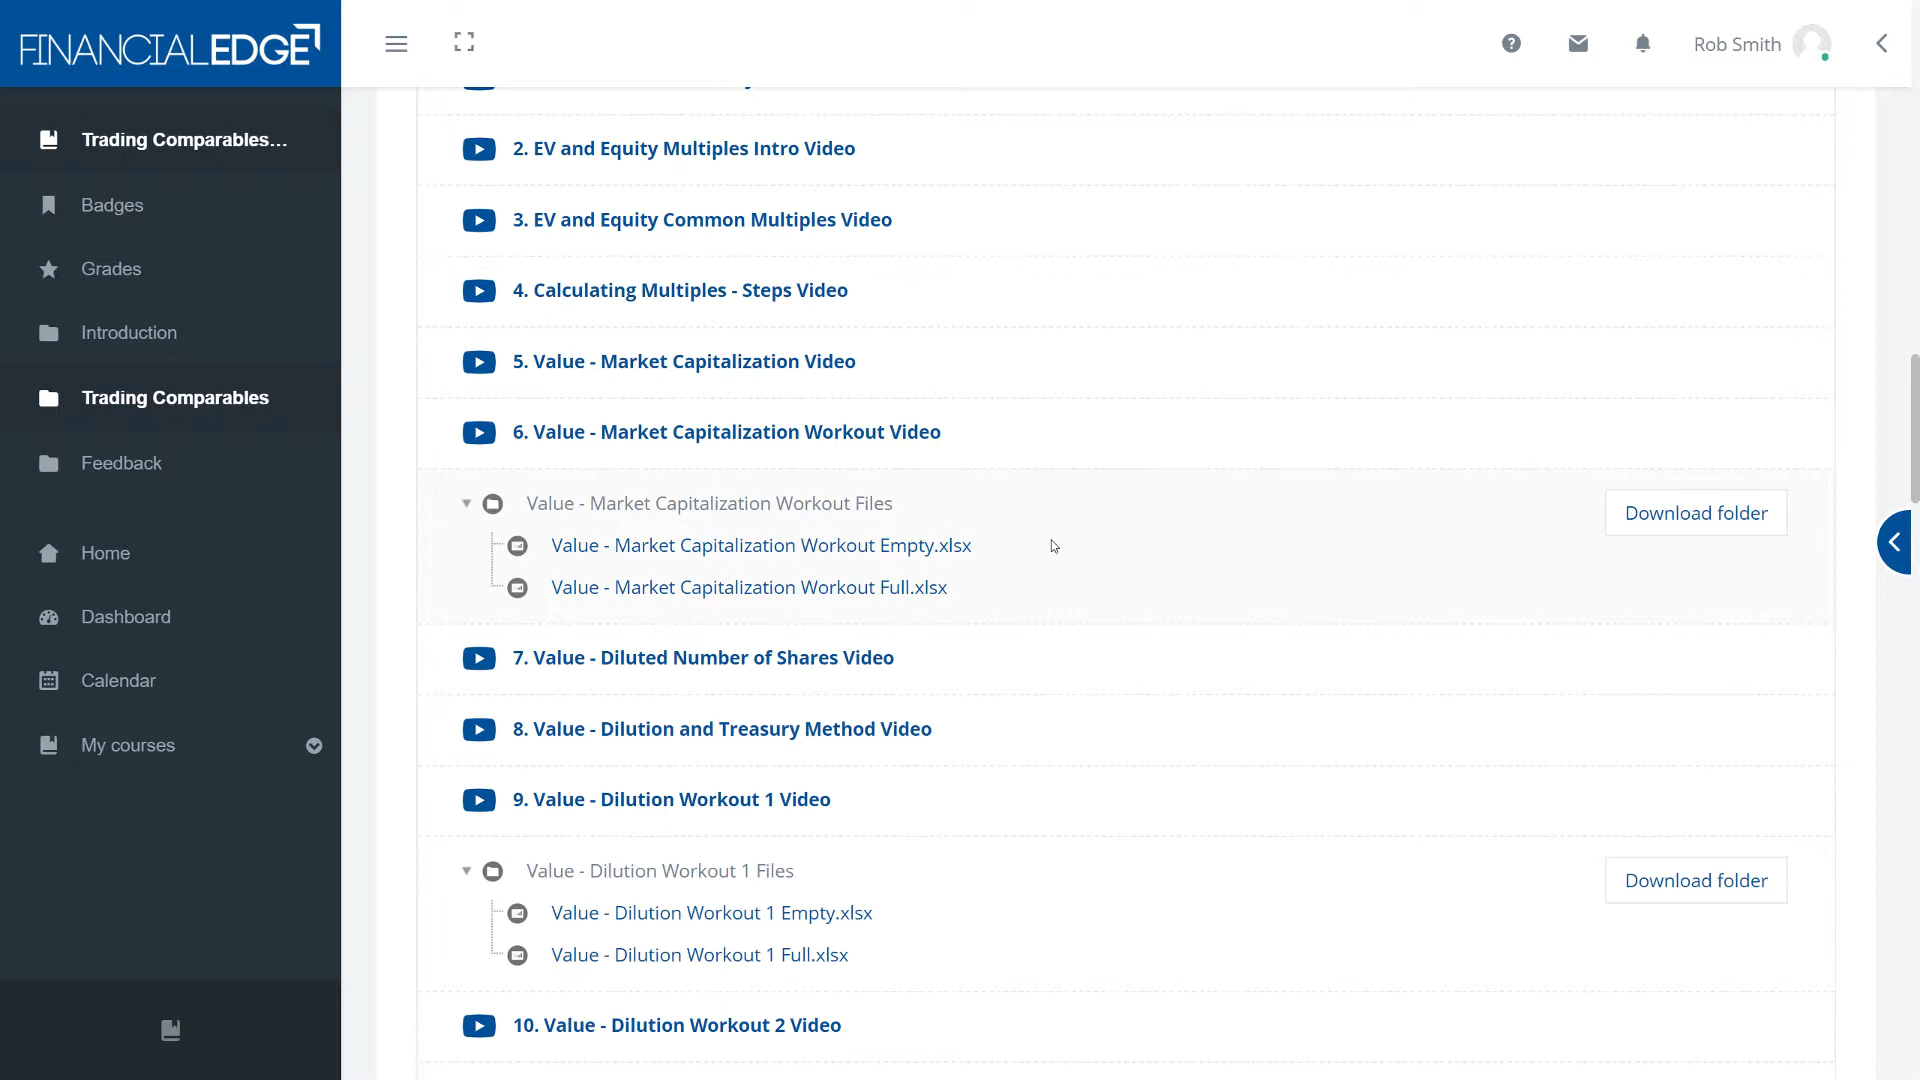 FINANCIALEDGE
Rob Smith
Trading Comparables...
Badges
Grades
Introduction
Trading Comparables
Feedback
Home
Dashboard
Calendar
My courses
2. EV and Equity Multiples Intro Video
3. EV and Equity Common Multiples Video
4. Calculating Multiples - Steps Video
5. Value - Market Capitalization Video
6. Value - Market Capitalization Workout Video
Value - Market Capitalization Workout Files
Download folder
Value - Market Capitalization Workout Empty.xlsx
Value - Market Capitalization Workout Full.xlsx
7. Value - Diluted Number of Shares Video
8. Value - Dilution and Treasury Method Video
9. Value - Dilution Workout 1 Video
Value - Dilution Workout 1 Files
Download folder
Value - Dilution Workout 1 Empty.xlsx
Value - Dilution Workout 1 Full.xlsx
10. Value - Dilution Workout 2 Video